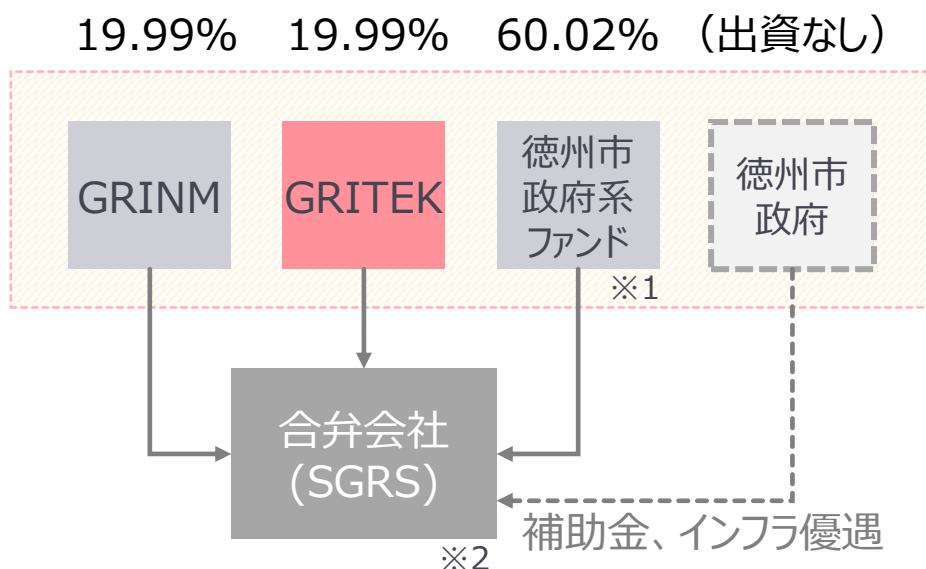 19.99% 19.99% 60.02% （出資なし）
GRINM
GRITEK
徳州市
政府系
ファンド
※1
徳州市
政府
合弁会社
(SGRS)
※2
補助金、インフラ優遇